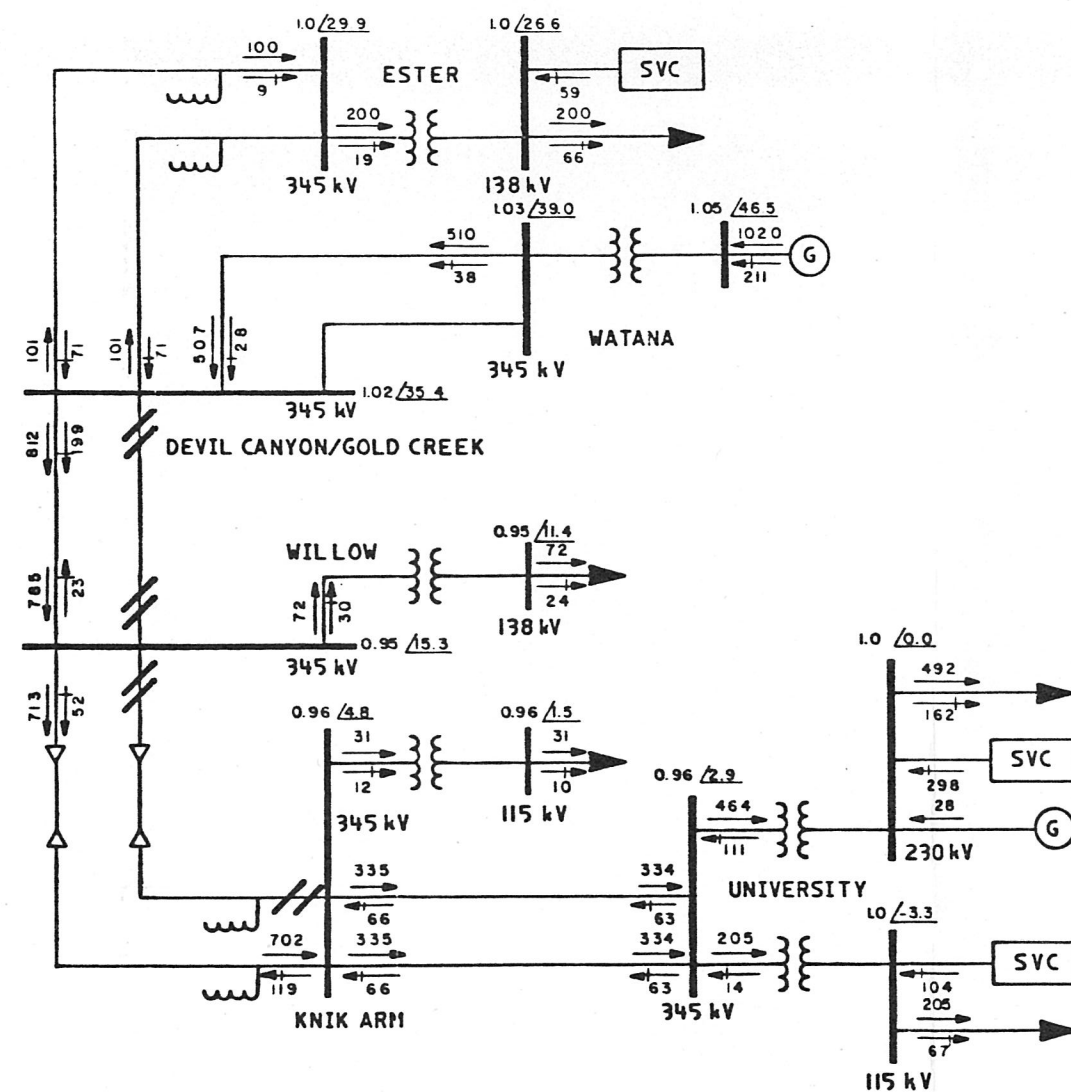 1.0 /29.9
1.0 /26.6
100
9
ESTER
SVC
59
200
19
200
66
345 kV
138 kV
1.03 /39.0
1.05 /46.5
510
38
1020
211
G
WATANA
345 kV
101
71
101
71
507
28
345 kV
1.02 /35.4
DEVIL CANYON/GOLD CREEK
812
199
WILLOW
0.95 /11.4
72
24
138 kV
785
23
72
30
345 kV
0.95 /15.3
713
52
0.96 /4.8
31
12
0.96 /1.5
31
10
345 kV
115 kV
1.0 /0.0
492
162
SVC
298
28
G
230 kV
0.96 /2.9
464
111
UNIVERSITY
335
66
334
63
702
119
335
66
334
63
205
14
345 kV
KNIK ARM
1.0 /-3.3
SVC
104
205
67
115 kV